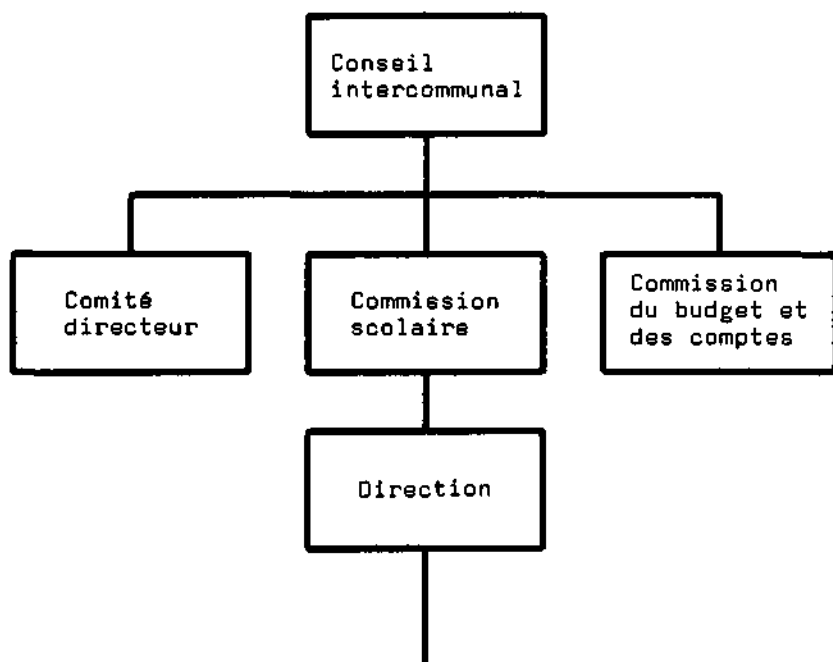 Conseil
intercommunal
Comité
directeur
Commission
scolaire
Commission
du budget et
des comptes
Direction